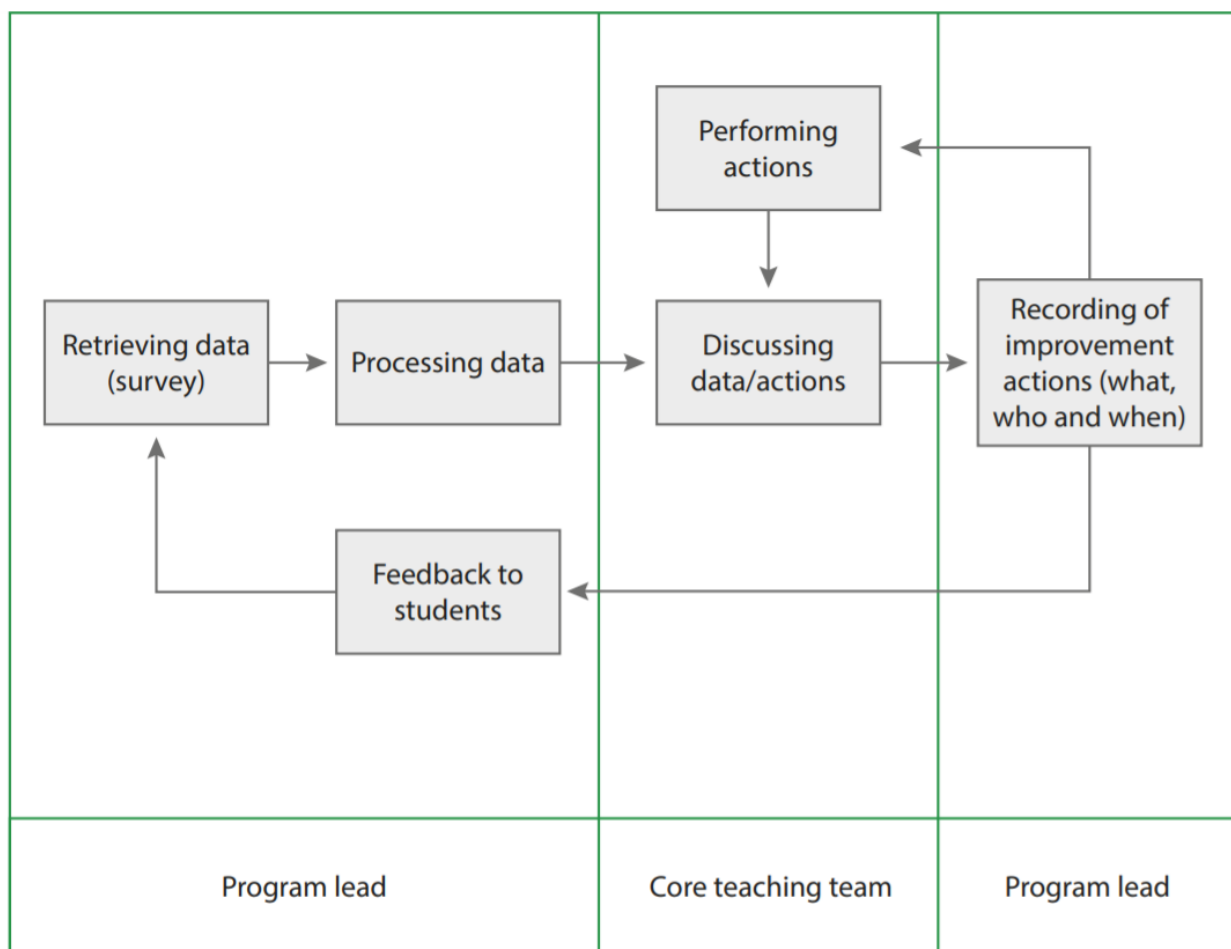 Performing
actions
Retrieving data
(survey)
Processing data
Discussing
data/actions
Recording of
improvement
actions (what,
who and when)
Feedback to
students
Program lead
Core teaching team
Program lead